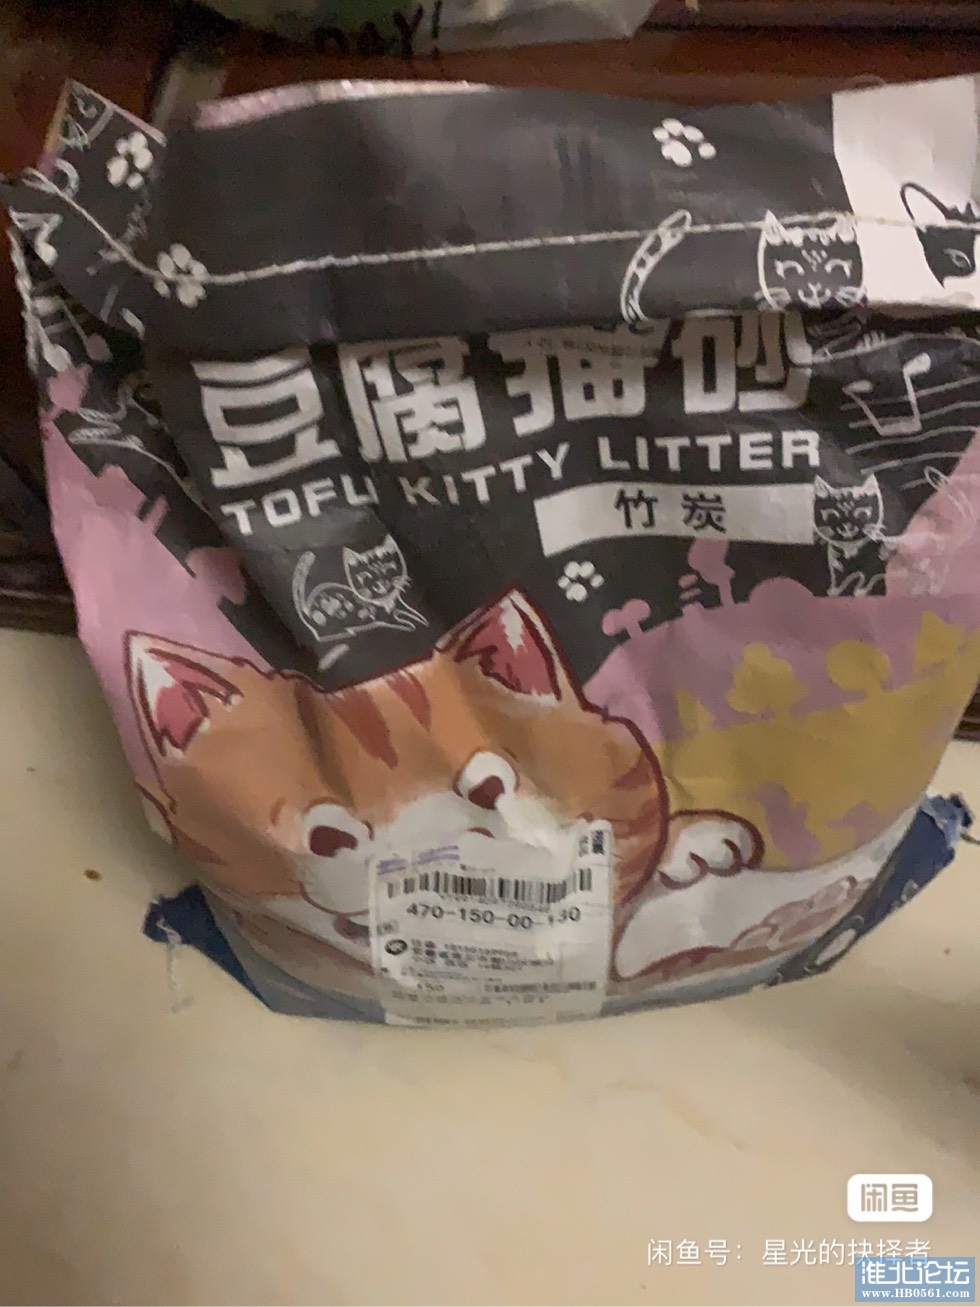 DAY!
豆腐猫砂
TOFU KITTY LITTER
竹炭
470-150-00-130
闲鱼
闲鱼号：星光的抉择者
淮北论坛
www.HB0561.com